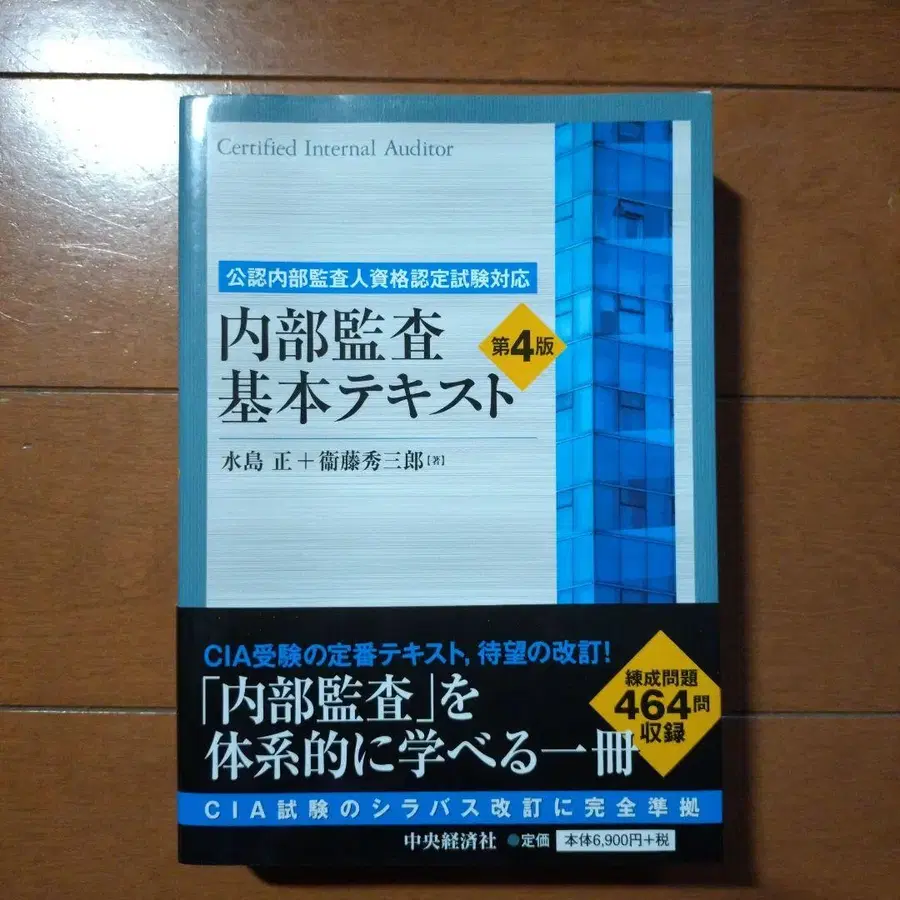 Certified Internal Auditor
公認内部監査人資格認定試験対応
内部監査
基本テキスト
第4版
水島 正＋衞藤秀三郎[著]
CIA受験の定番テキスト, 待望の改訂!
「内部監査」を
体系的に学べる一冊
練成問題
464問
収録
CIA試験のシラバス改訂に完全準拠
中央経済社 ●定価 本体6,900円+税